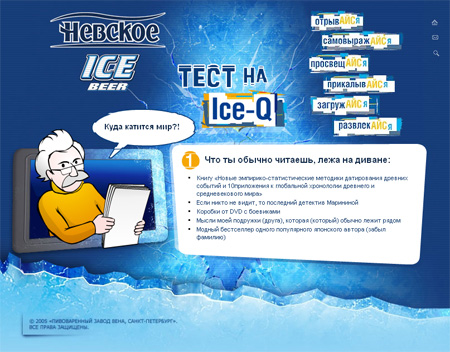 Невское
ICE
BEER
ТЕСТ НА
Ice-Q
отрывАЙСЯ
самовыражАЙСЯ
просвещАЙСЯ
прикалывАЙСЯ
загружАЙСЯ
развлекАЙСЯ
Куда катится мир?!
1 Что ты обычно читаешь, лежа на диване:
• Книгу «Новые эмпирико-статистические методики датирования древних
событий и 10приложения к глобальной хронологии древнего и
средневекового мира»
• Если никто не видит, то последний детектив Марининой
• Коробки от DVD с боевиками
• Мысли моей подружки (друга), которая (который) обычно лежит рядом
• Модный бестселлер одного популярного японского автора (забыл
фамилию)
© 2006 «ПИВОВАРЕННЫЙ ЗАВОД ВЕНА, САНКТ-ПЕТЕРБУРГ».
ВСЕ ПРАВА ЗАЩИЩЕНЫ.